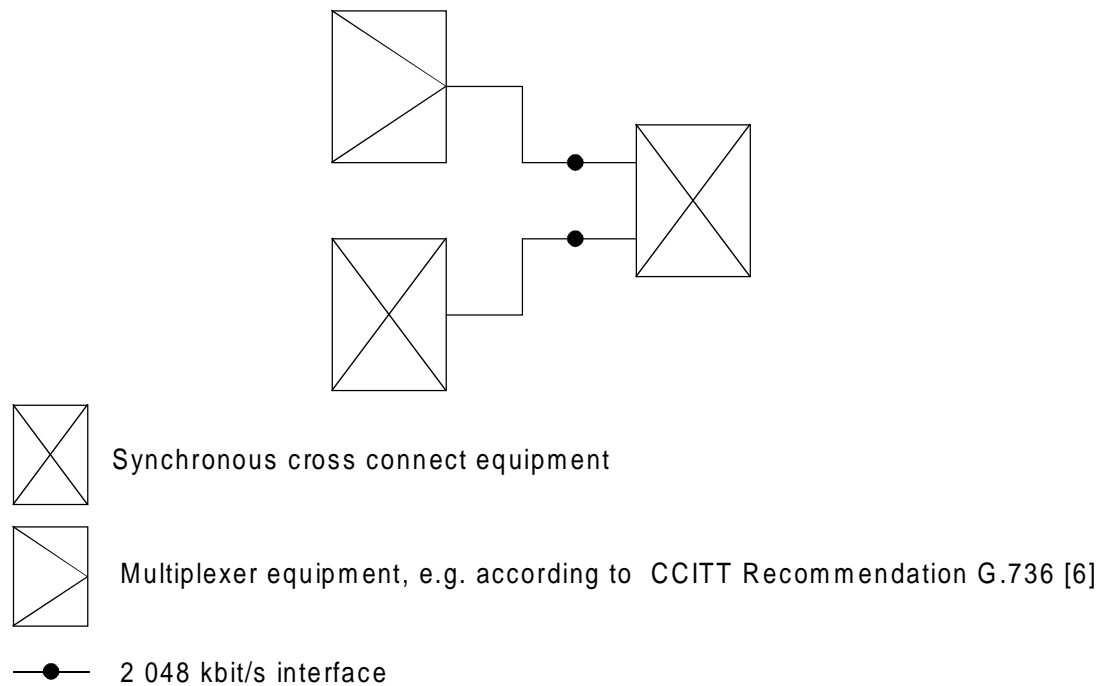 Synchronous cross connect equipment
Multiplexer equipment, e.g. according to CCITT Recommendation G.736 [6]
2 048 kbit/s interface